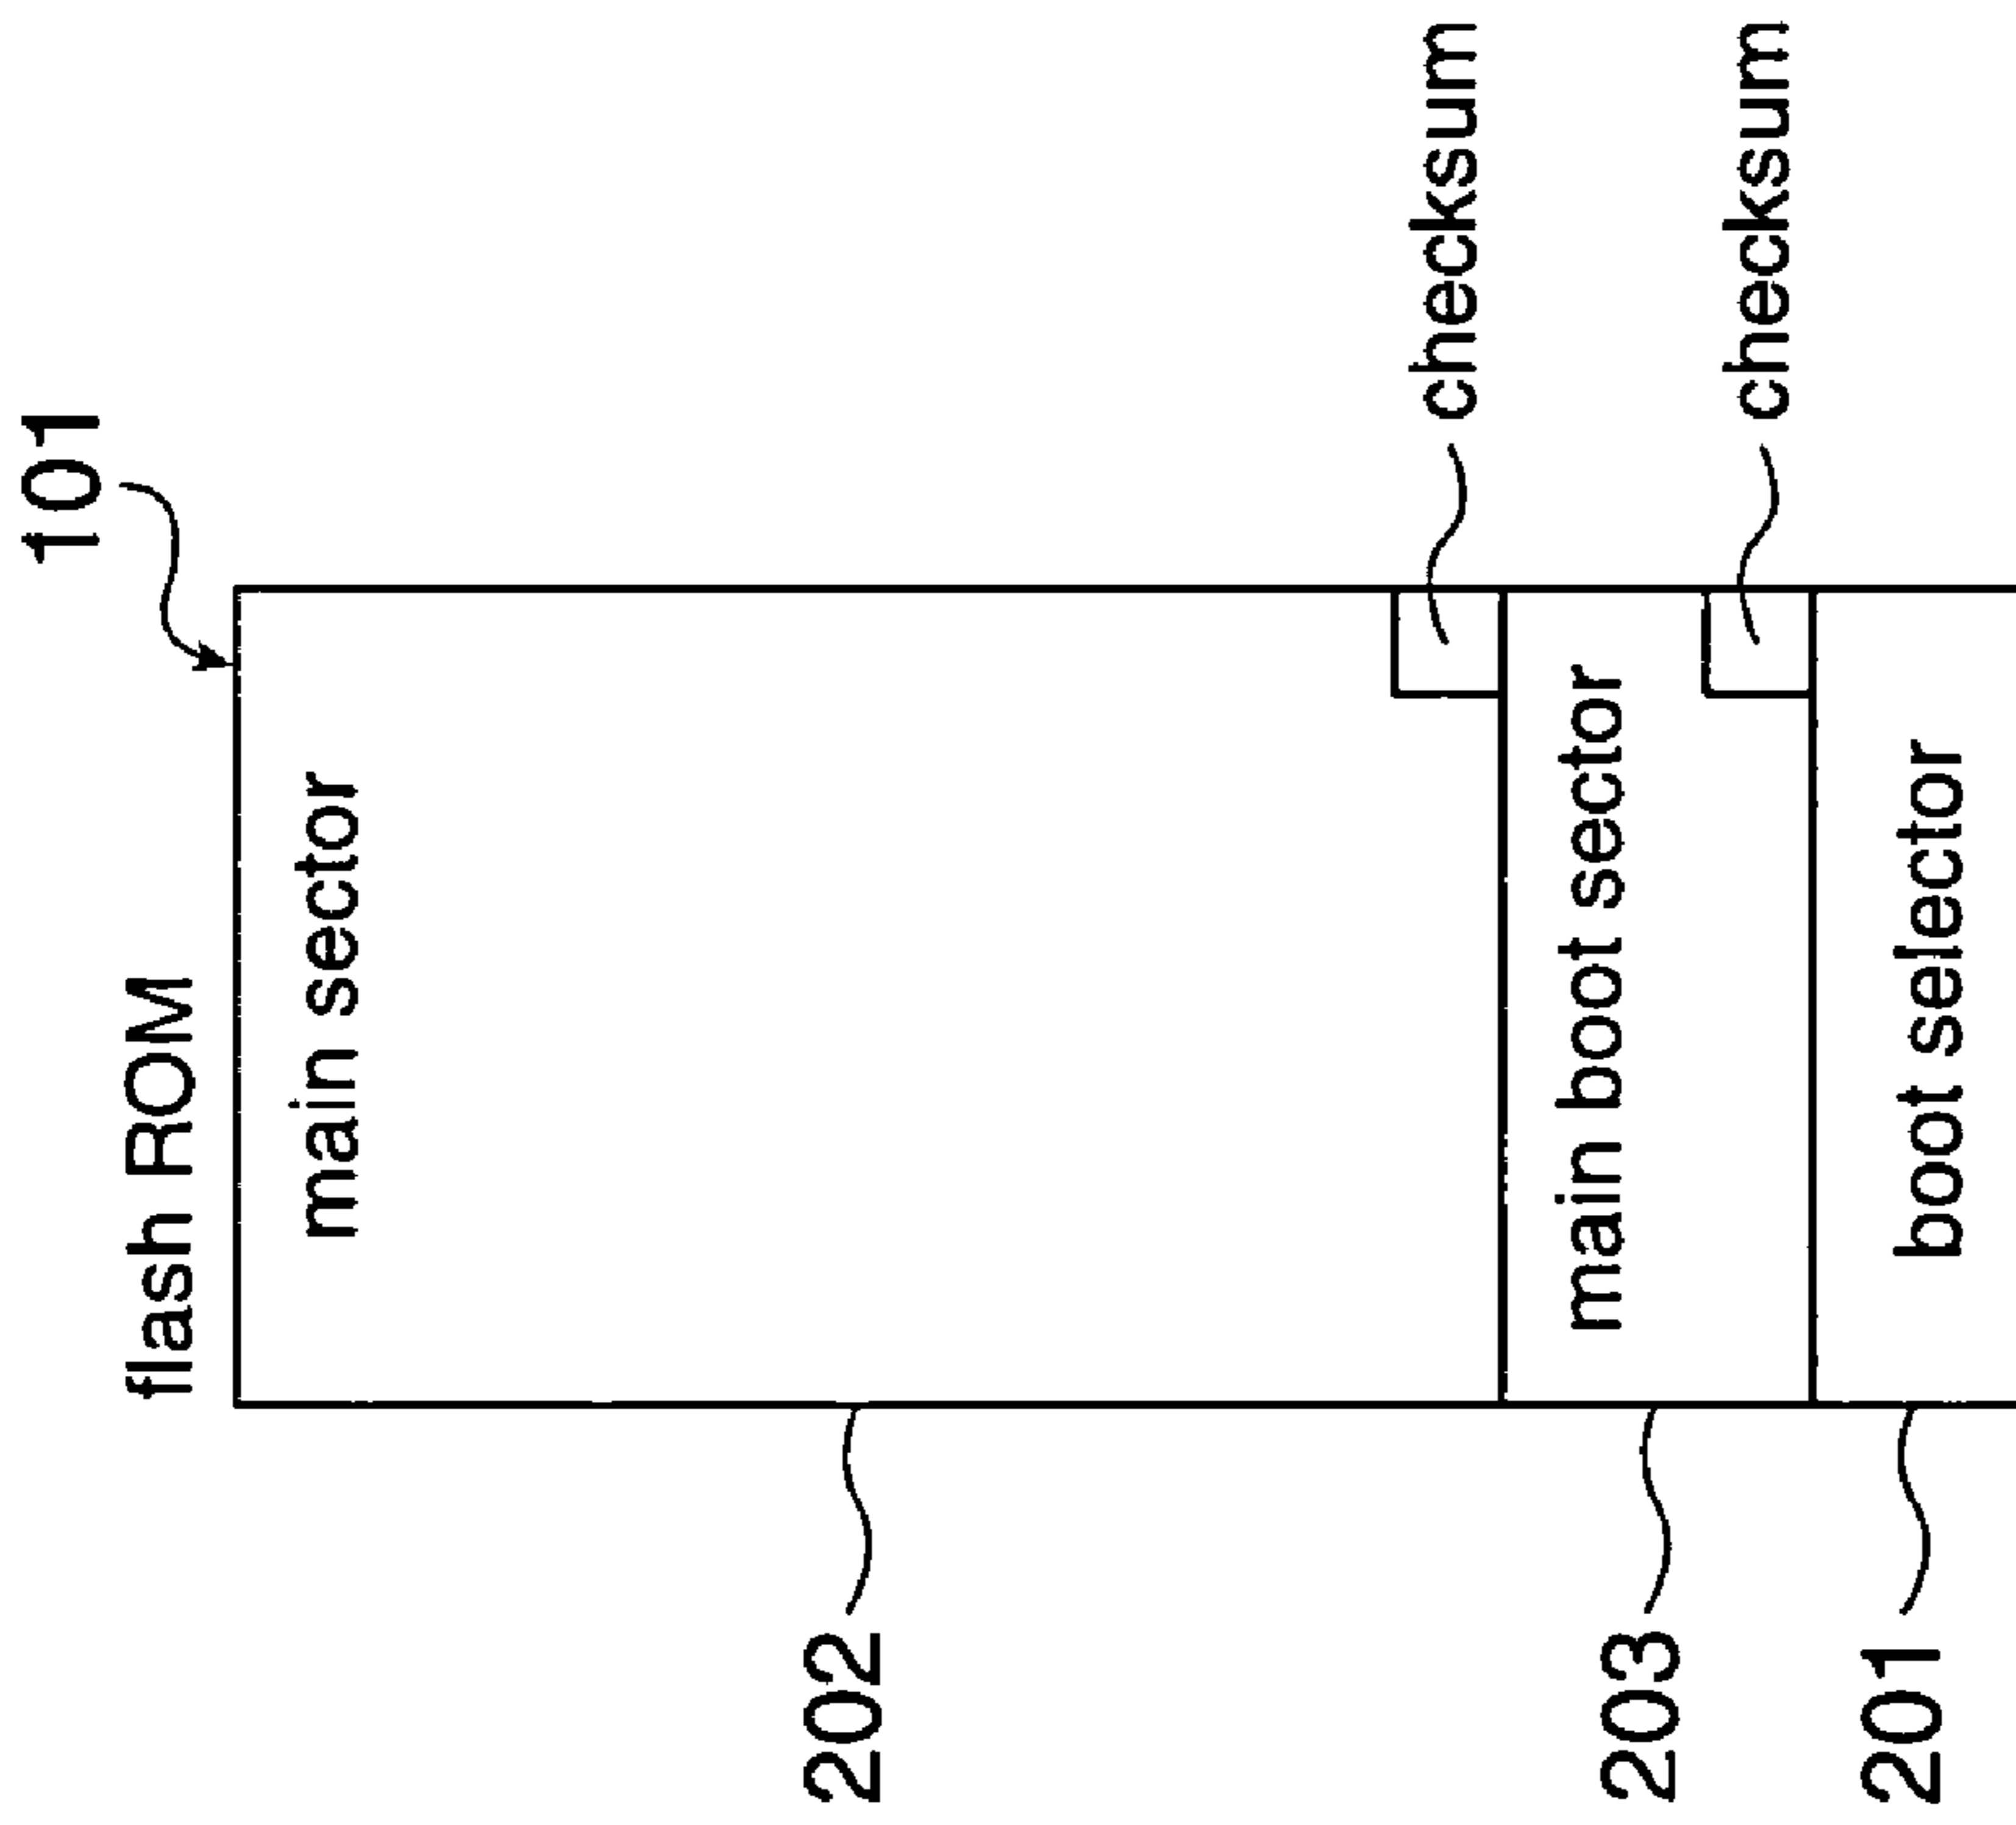 flash ROM
101
main sector
202
checksum
main boot sector
203
checksum
boot selector
201